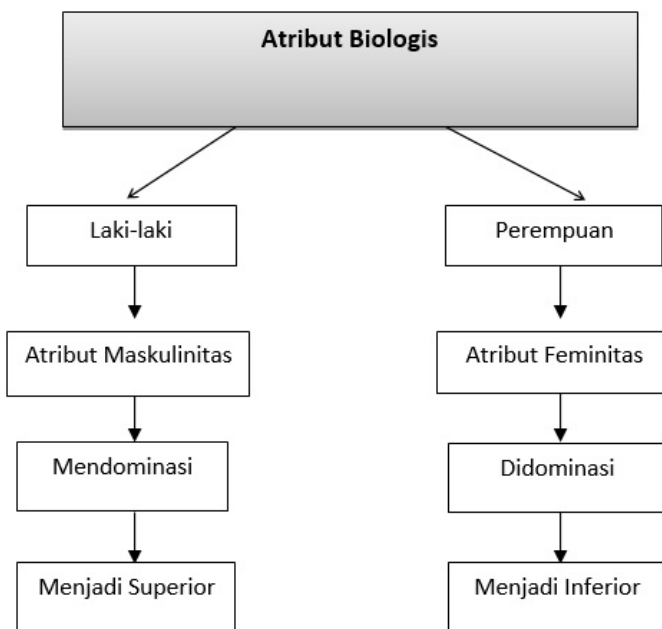 Atribut Biologis
Laki-laki
Perempuan
Atribut Maskulinitas
Atribut Feminitas
Mendominasi
Didominasi
Menjadi Superior
Menjadi Inferior